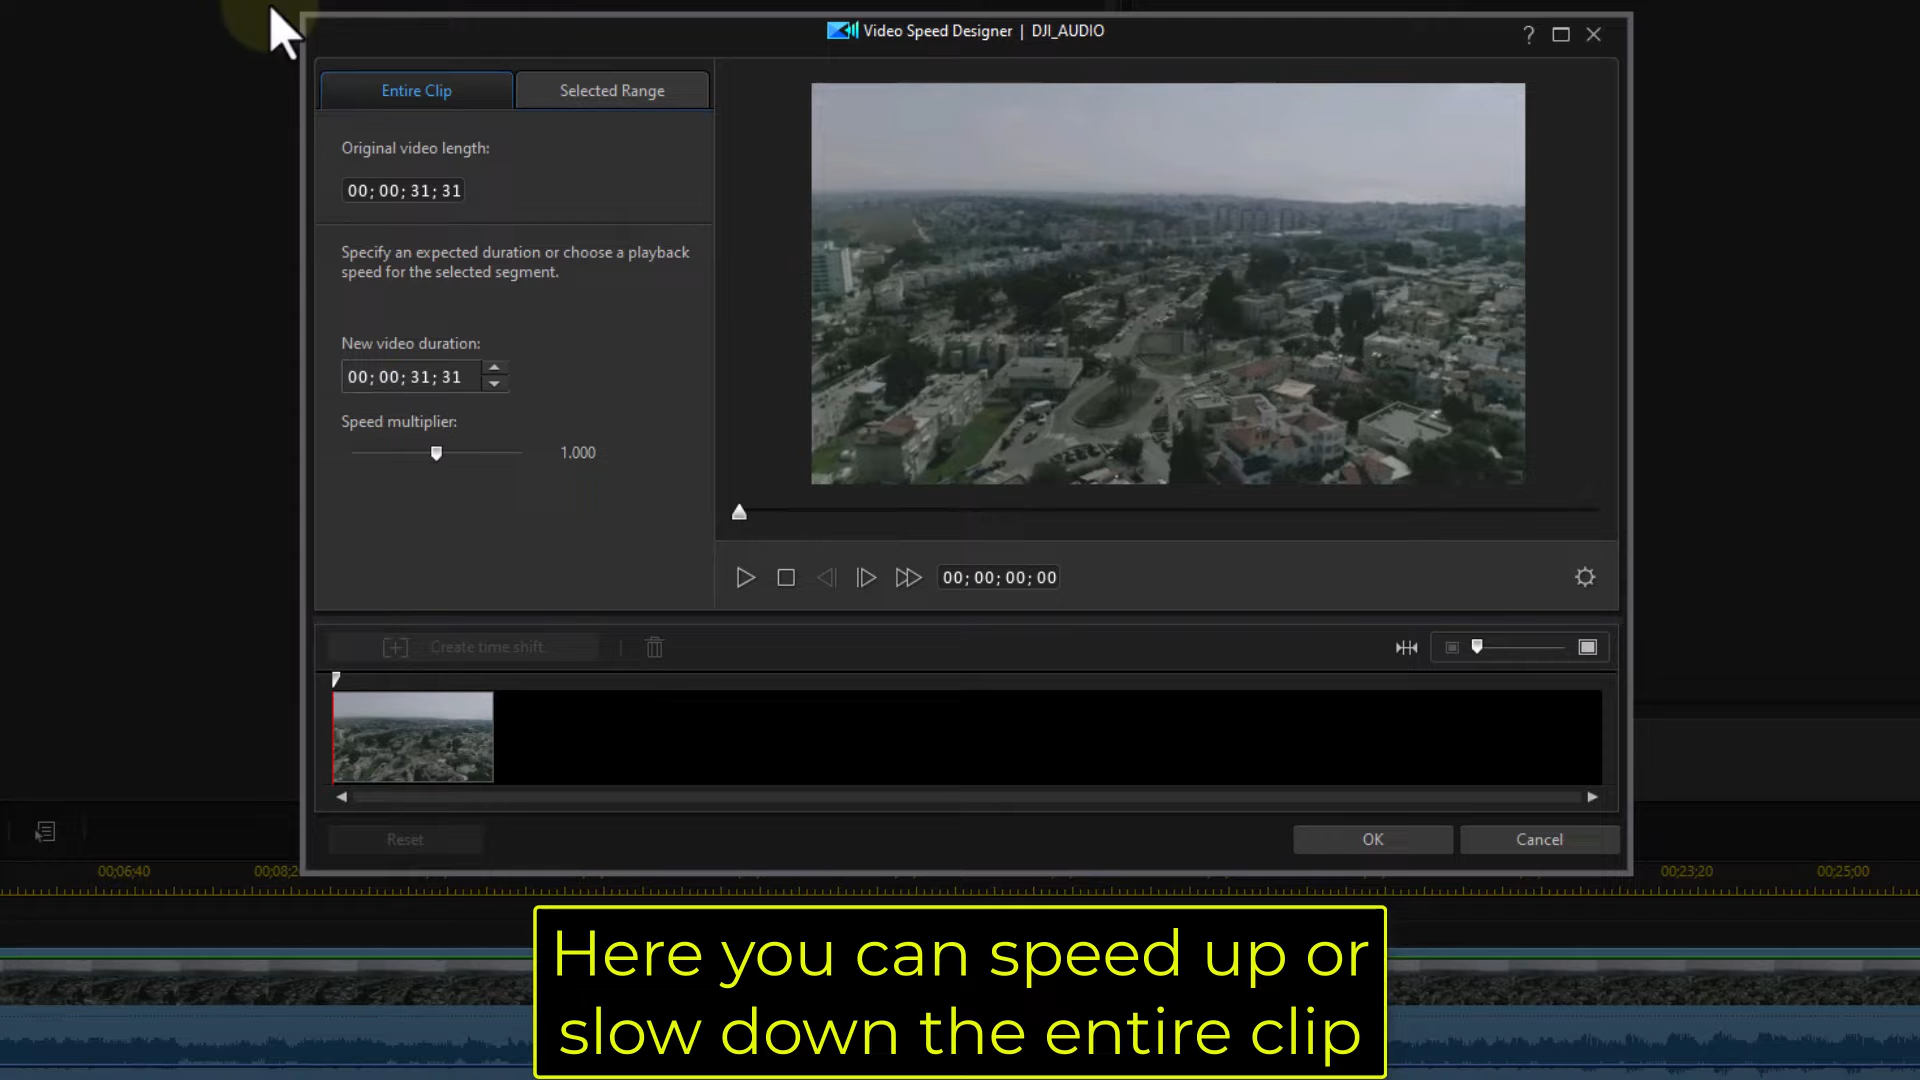 Video Speed Designer | DJI_AUDIO
?
Entire Clip
Selected Range
Original video length:
00; 00; 31; 31
Specify an expected duration or choose a playback
speed for the selected segment.
New video duration:
00; 00; 31; 31
Speed multiplier:
1.000
00; 00; 00; 00
Create time shift
Reset
OK
Cancel
00;06;40
00;08;2
00;23;20
00;25;00
Here you can speed up or
slow down the entire clip